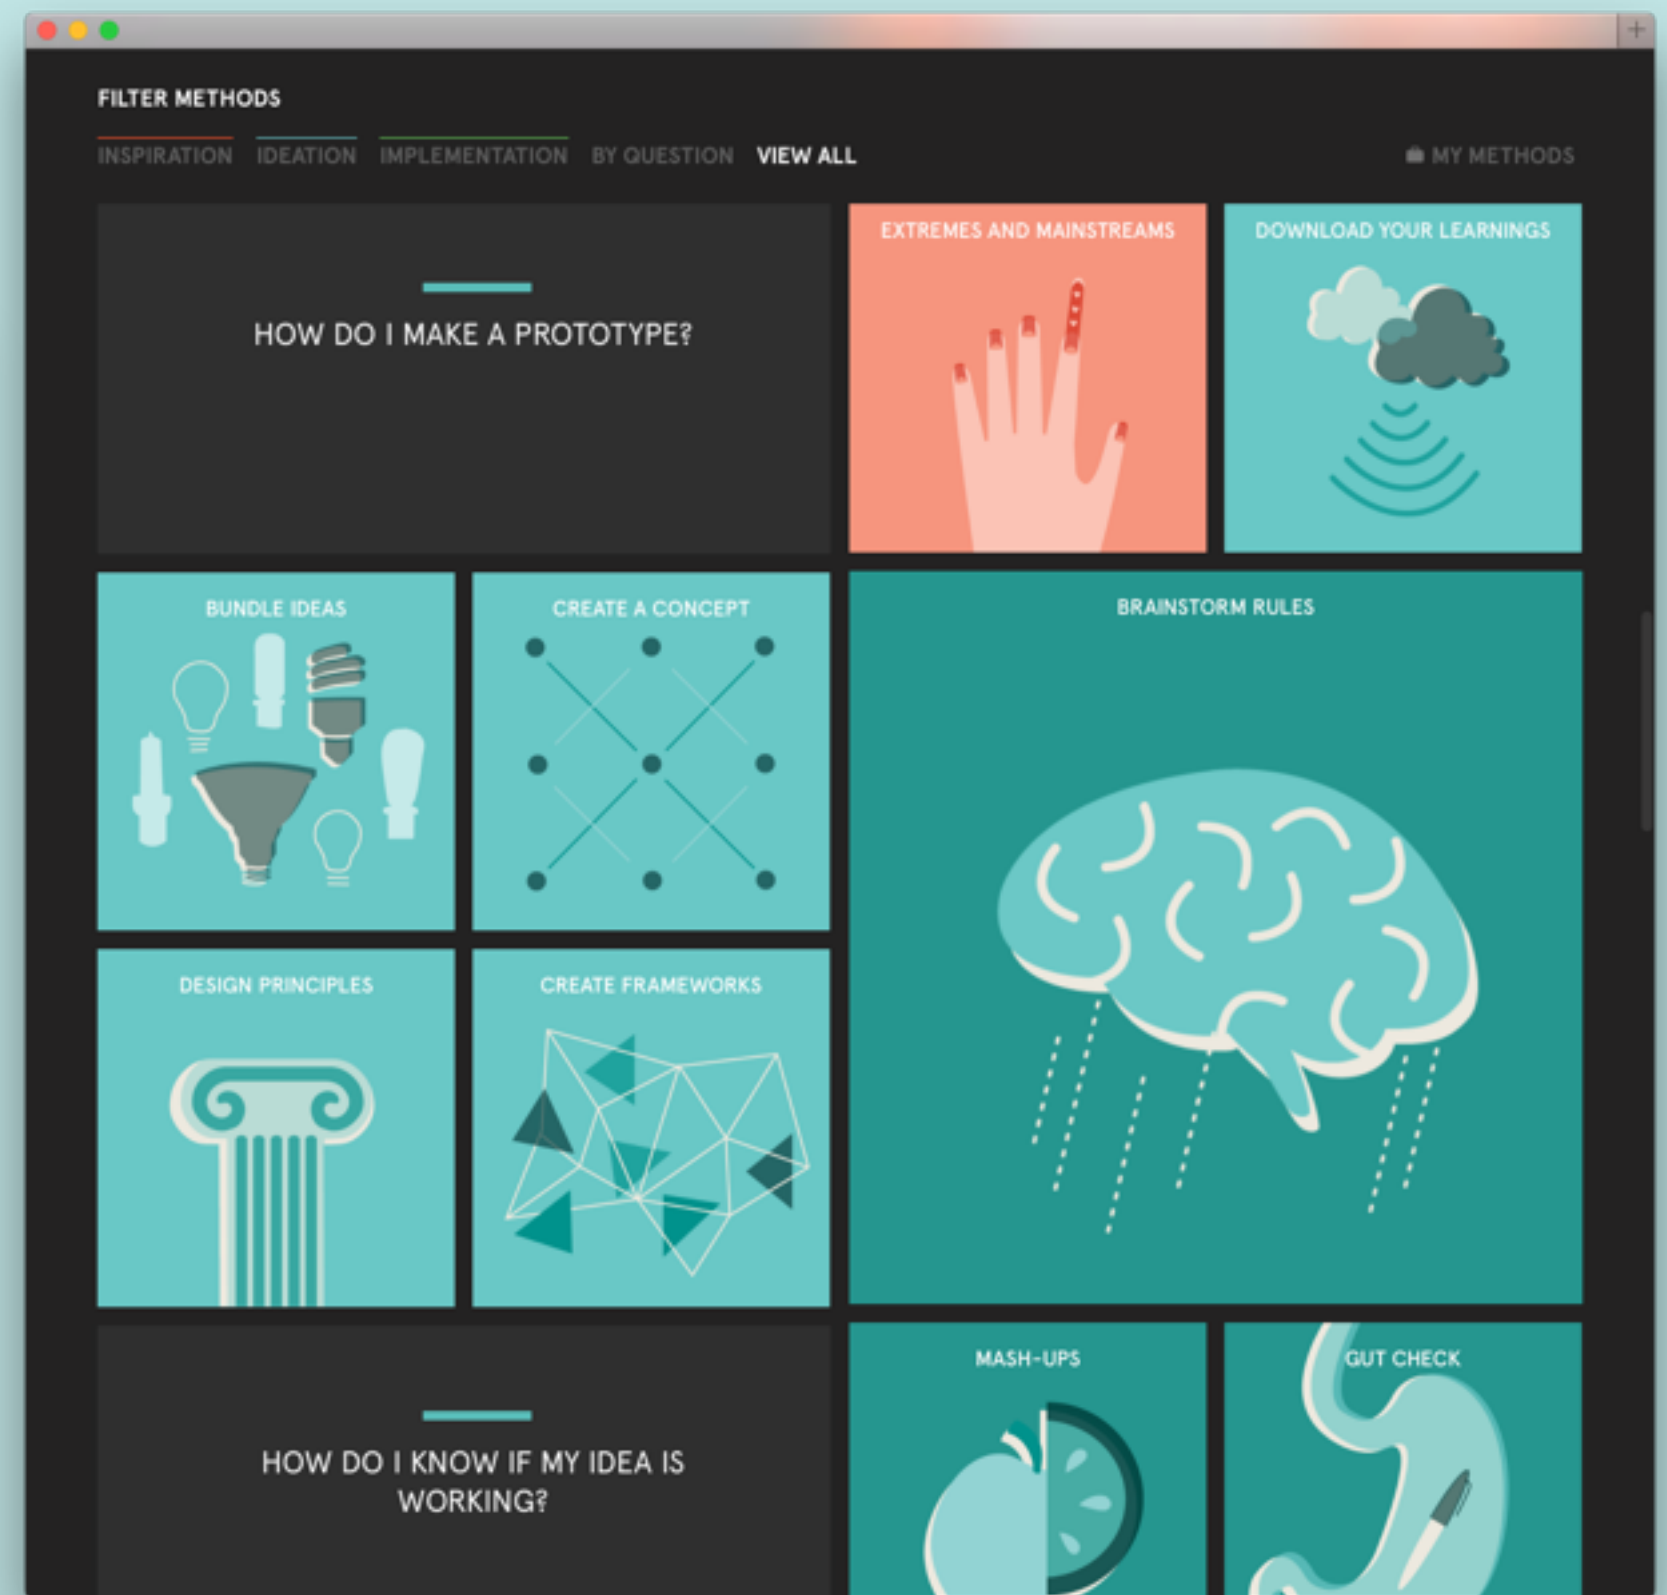 FILTER METHODS
INSPIRATION IDEATION IMPLEMENTATION BY QUESTION VIEW ALL MY METHODS
HOW DO I MAKE A PROTOTYPE?
EXTREMES AND MAINSTREAMS
DOWNLOAD YOUR LEARNINGS
BUNDLE IDEAS
CREATE A CONCEPT
BRAINSTORM RULES
DESIGN PRINCIPLES
CREATE FRAMEWORKS
HOW DO I KNOW IF MY IDEA IS
WORKING?
MASH-UPS
GUT CHECK